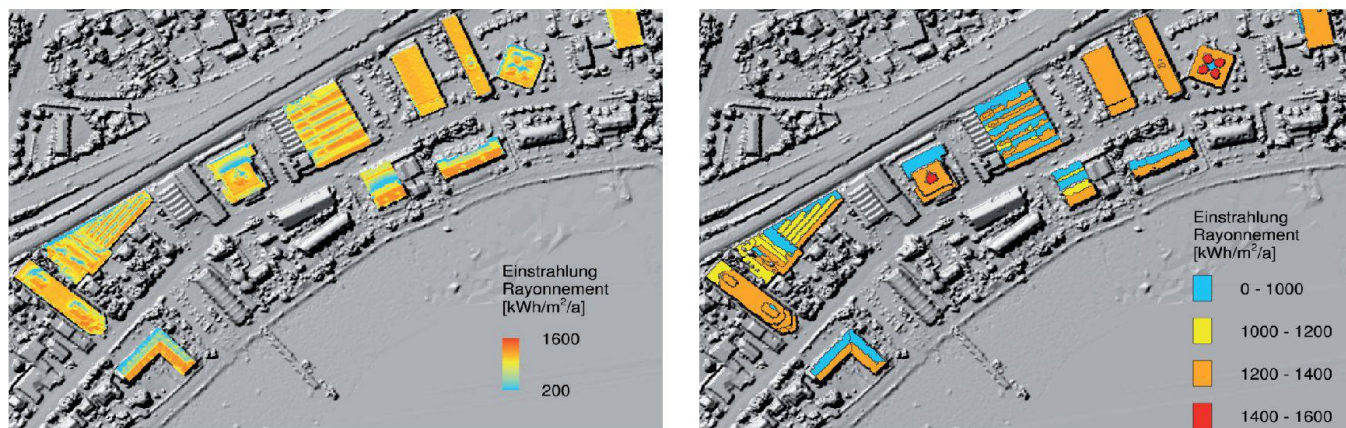 Einstrahlung
Rayonnement
[kWh/m²/a]
1600
200
Einstrahlung
Rayonnement
[kWh/m²/a]
0 - 1000
1000 - 1200
1200 - 1400
1400 - 1600